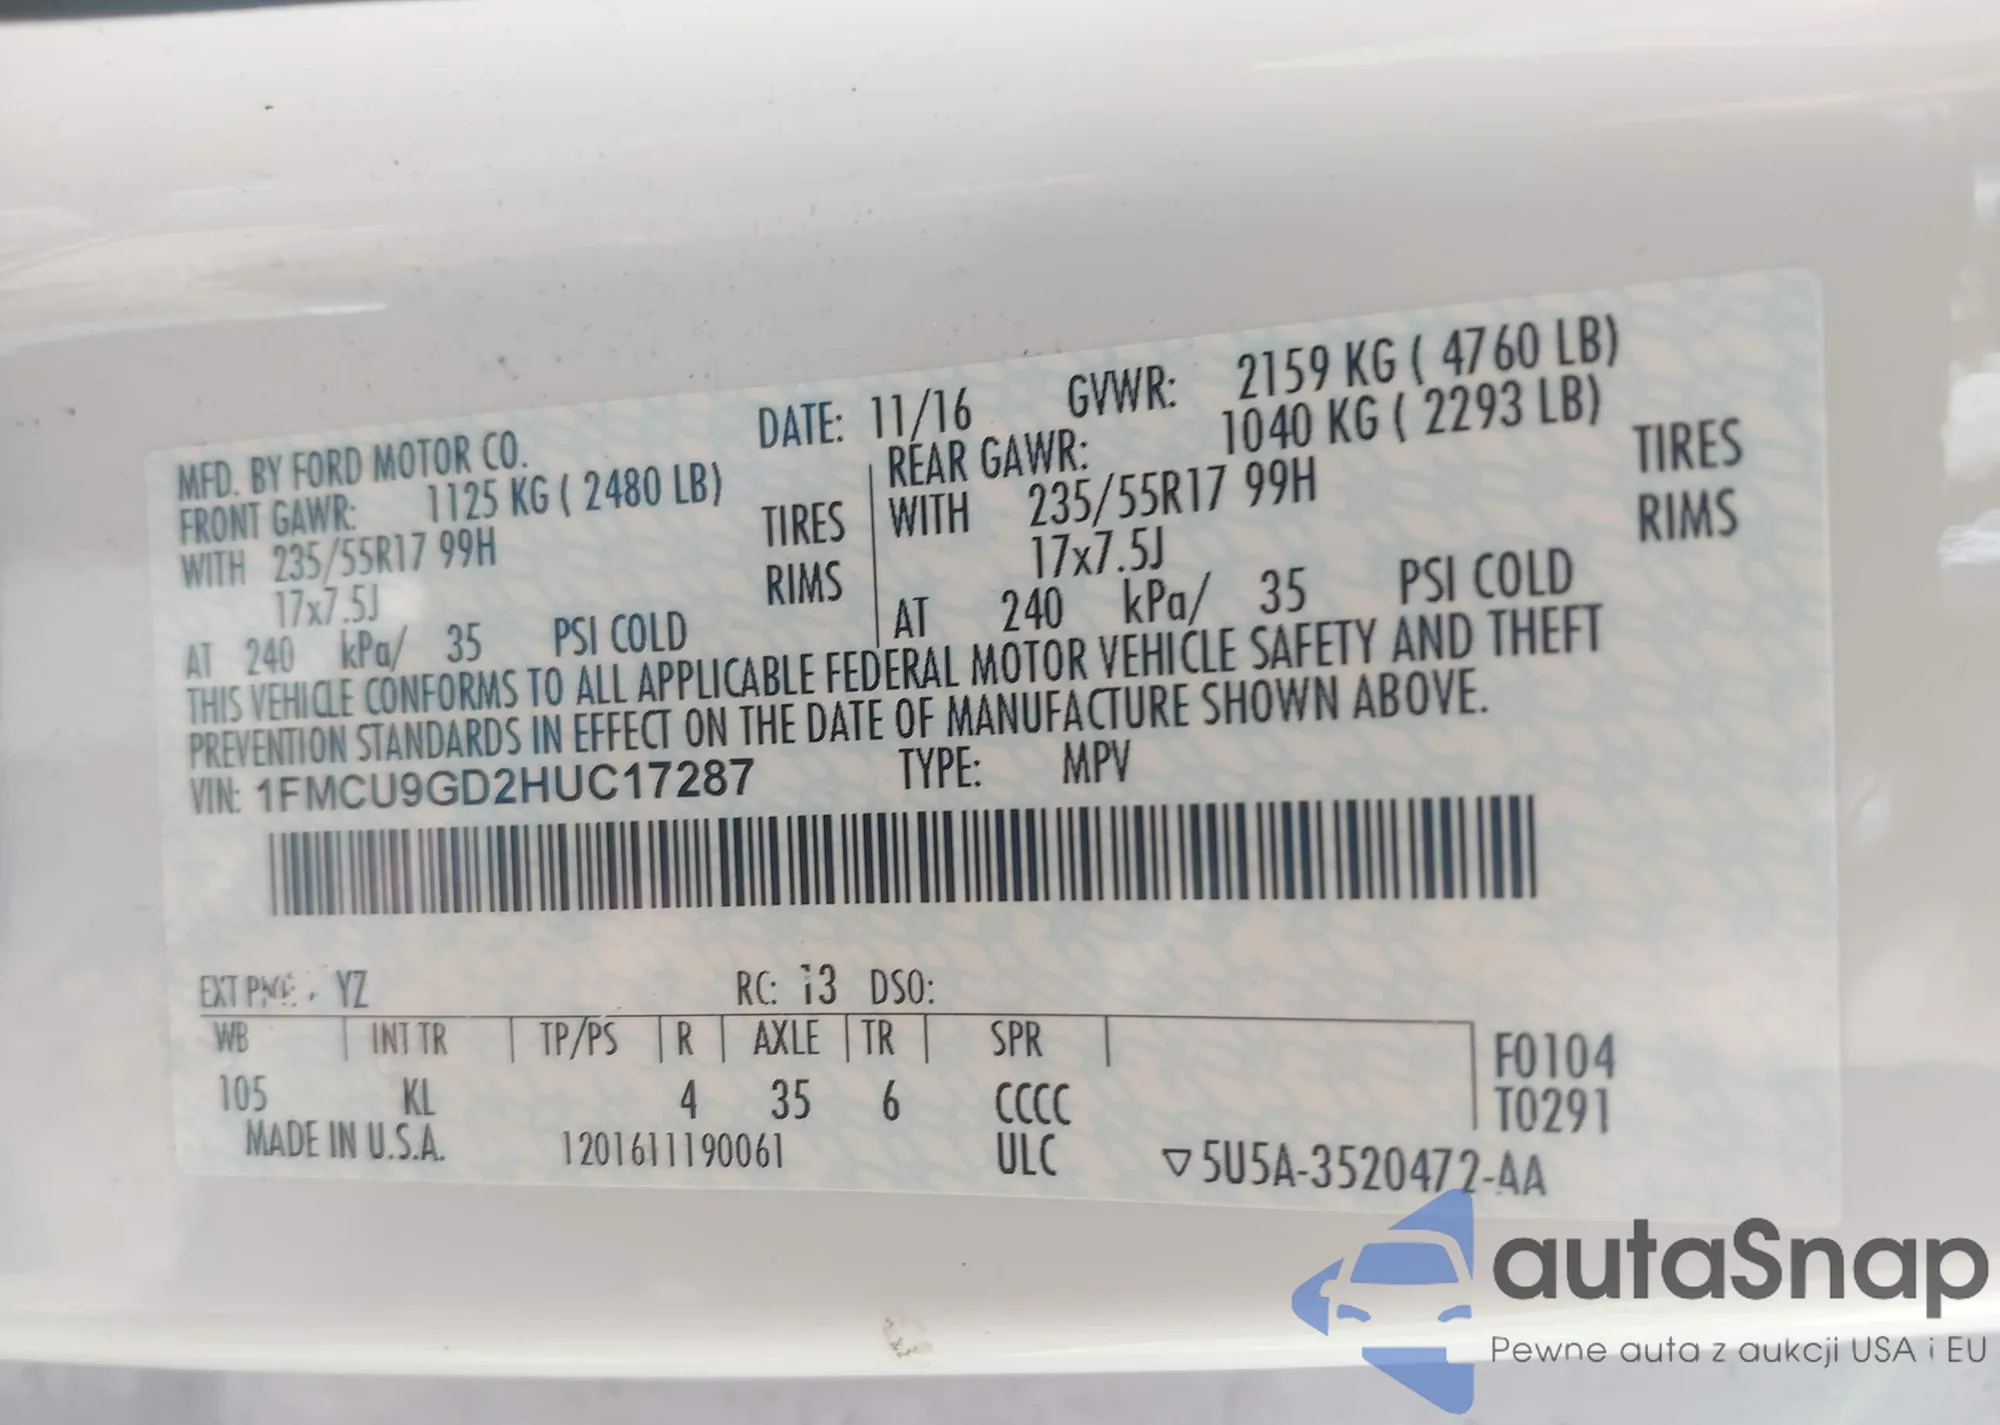 MFD. BY FORD MOTOR CO. DATE: 11/16 GVWR: 2159 KG ( 4760 LB)
FRONT GAWR: 1125 KG ( 2480 LB) REAR GAWR: 1040 KG ( 2293 LB)
WITH 235/55R17 99H TIRES WITH 235/55R17 99H TIRES
17x7.5J RIMS 17x7.5J RIMS
AT 240 kPa/ 35 PSI COLD AT 240 kPa/ 35 PSI COLD
THIS VEHICLE CONFORMS TO ALL APPLICABLE FEDERAL MOTOR VEHICLE SAFETY AND THEFT
PREVENTION STANDARDS IN EFFECT ON THE DATE OF MANUFACTURE SHOWN ABOVE.
VIN: 1FMCU9GD2HUC17287 TYPE: MPV
EXT YZ RC: 13 DSO:
WB INT TR TP/PS R AXLE TR SPR F0104
105 KL 4 35 6 CCCC T0291
MADE IN U.S.A. 1201611190061 ULC ▽5U5A-3520472-AA
autaSnap
Pewne auta z aukcji USA i EU